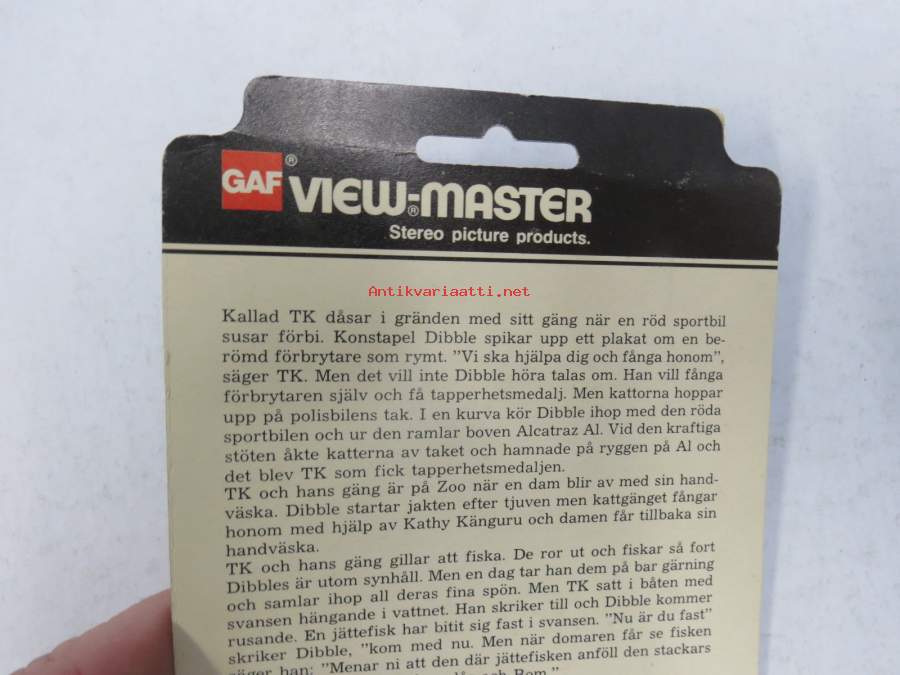 GAF® VIEW-MASTER®
Stereo picture products.
Antikvariaatti.net
Kallad TK dåsar i gränden med sitt gäng när en röd sportbil
susar förbi. Konstapel Dibble spikar upp ett plakat om en be-
römd förbrytare som rymt. ”Vi ska hjälpa dig och fånga honom”,
säger TK. Men det vill inte Dibble höra talas om. Han vill fånga
förbrytaren själv och få tapperhetsmedalj. Men kattorna hoppar
upp på polisbilens tak. I en kurva kör Dibble ihop med den röda
sportbilen och ur den ramlar boven Alcatraz Al. Vid den kraftiga
stöten åkte katterna av taket och hamnade på ryggen på Al och
det blev TK som fick tapperhetsmedaljen.
TK och hans gäng är på Zoo när en dam blir av med sin hand-
väska. Dibble startar jakten efter tjuven men kattgänget fångar
honom med hjälp av Kathy Känguru och damen får tillbaka sin
handväska.
TK och hans gäng gillar att fiska. De ror ut och fiskar så fort
Dibbles är utom synhåll. Men en dag tar han dem på bar gärning
och samlar ihop all deras fina spön. Men TK satt i båten med
svansen hängande i vattnet. Han skriker till och Dibble kommer
rusande. En jättefisk har bitit sig fast i svansen. ”Nu är du fast”
skriker Dibble, ”kom med nu. Men när domaren får se fisken
säger han: ”Menar ni att den där jättefisken anföll den stackars